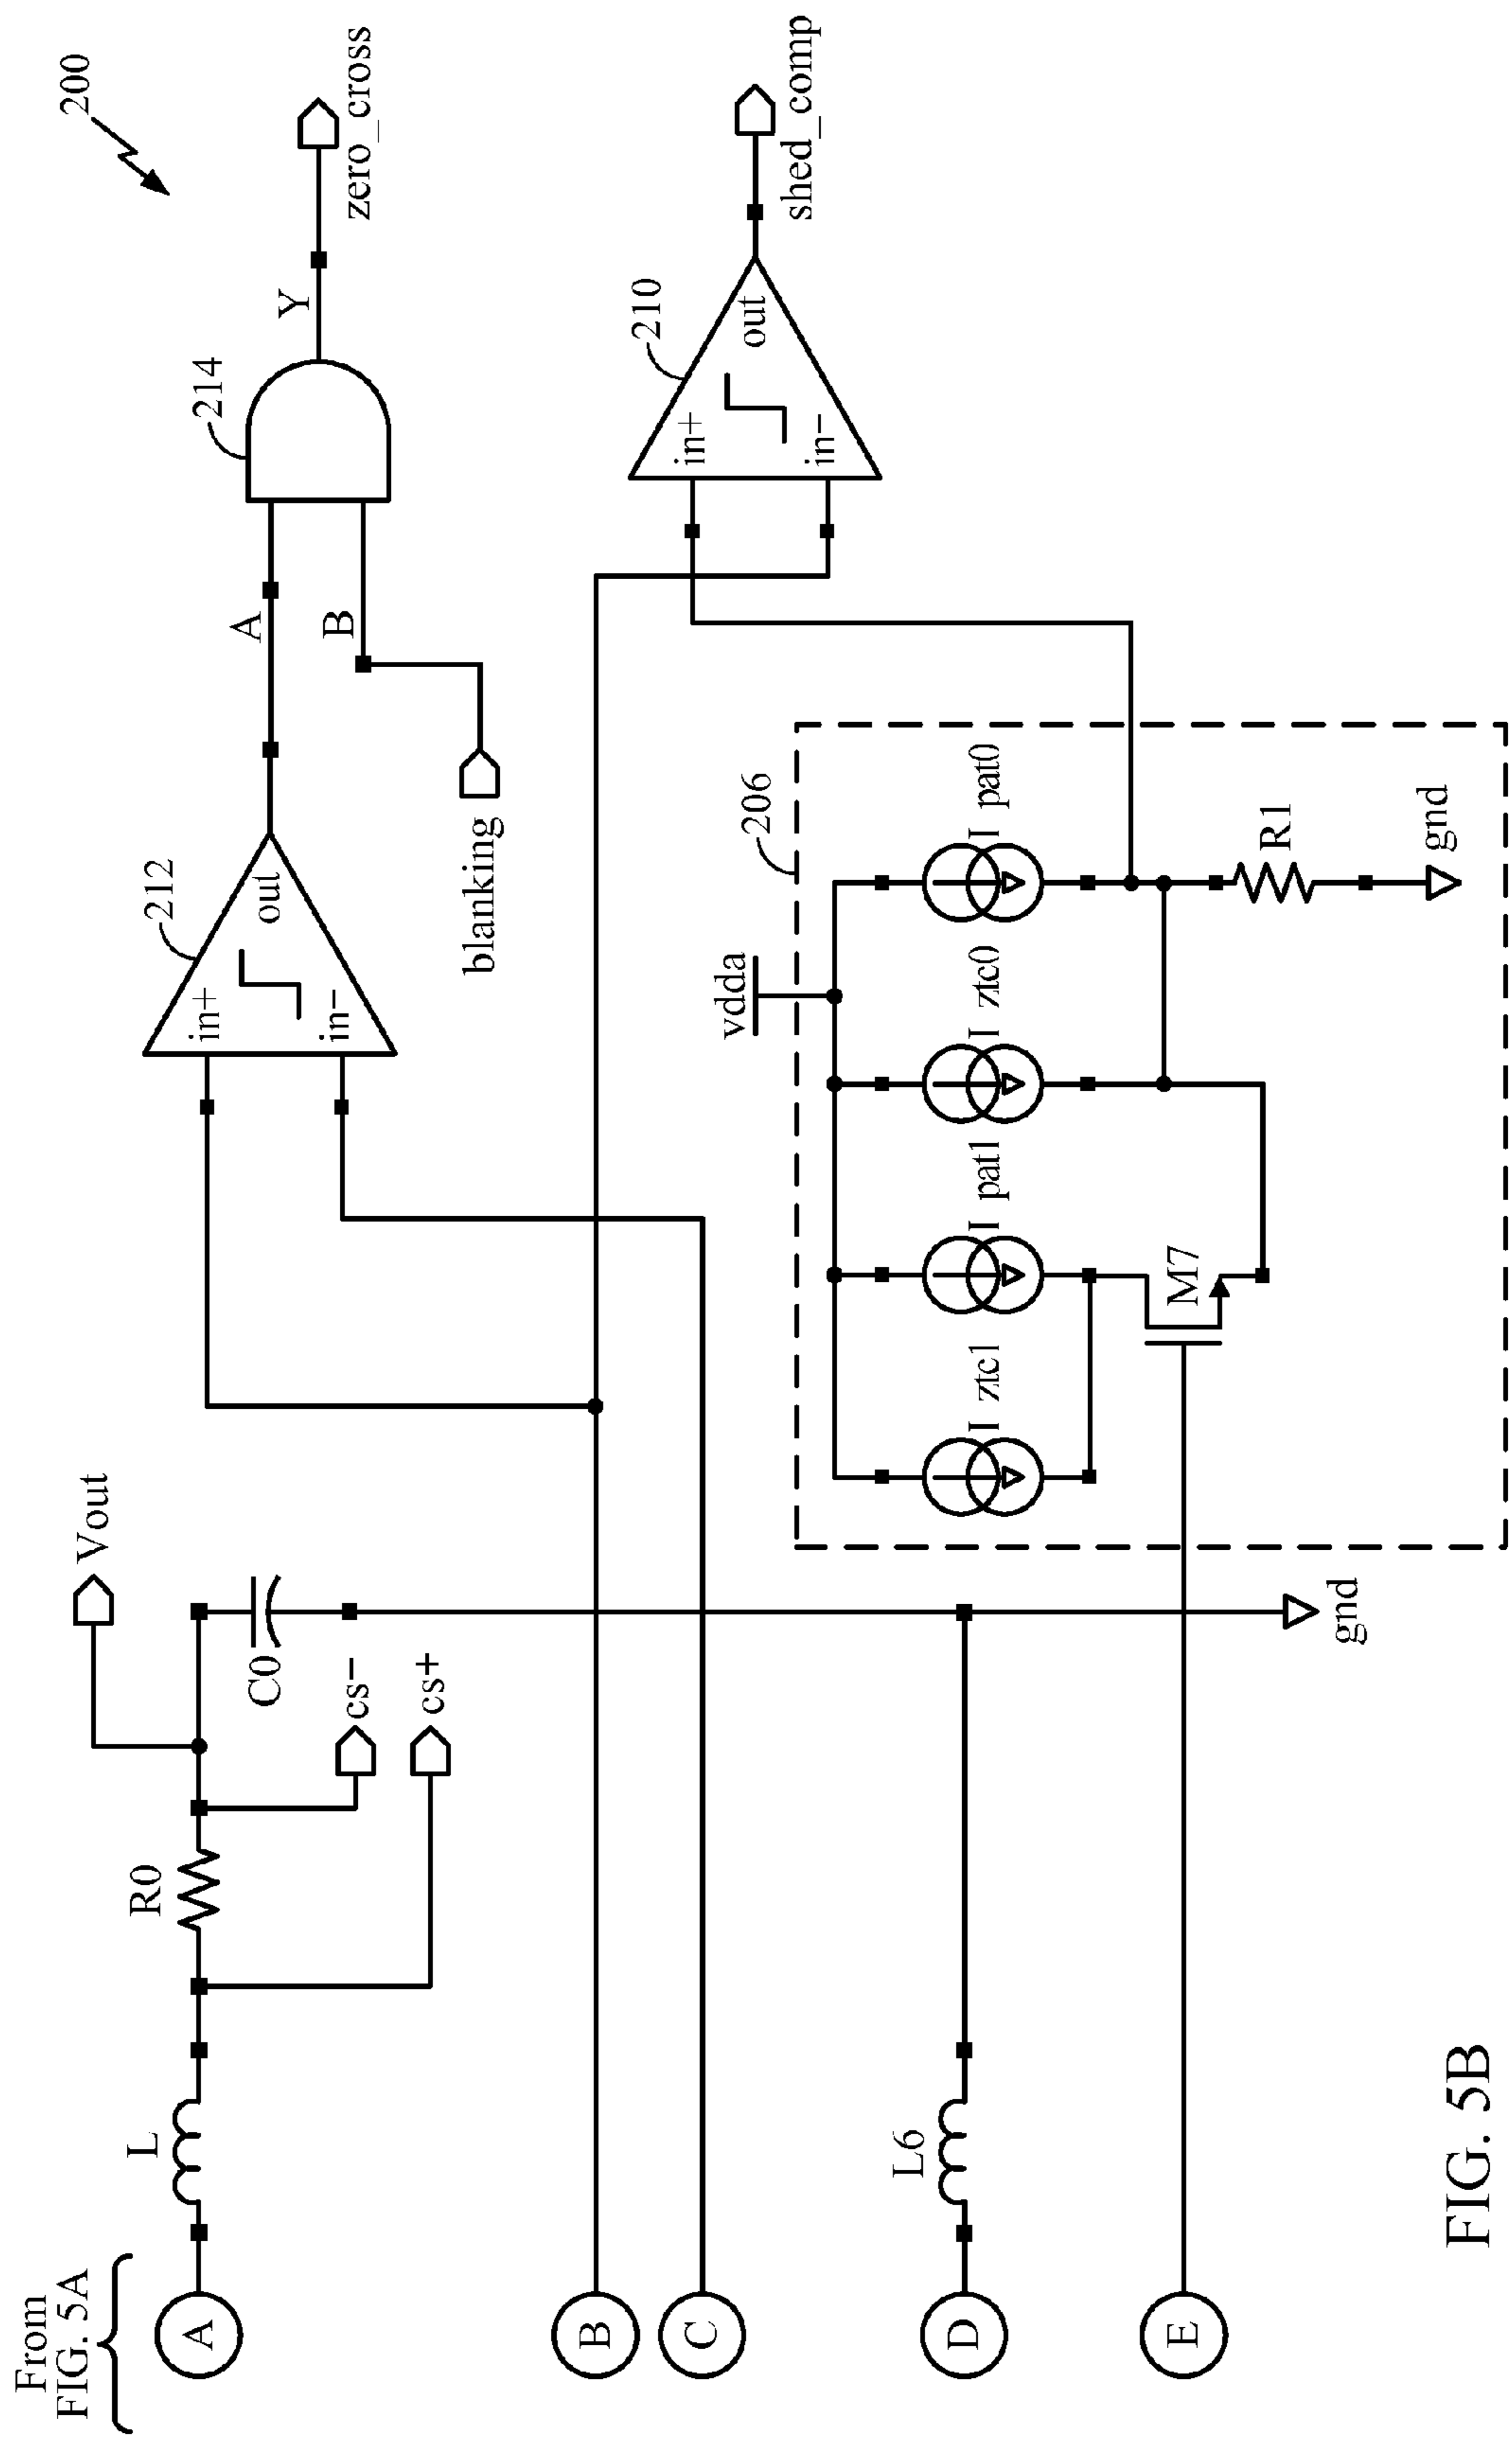 200
From
FIG. 5A
A
L
R0
cs-
cs+
C0
Vout
gnd
212
in+
in-
out
A
B
blanking
214
Y
zero_cross
B
C
210
in+
in-
out
shed_comp
D
L6
E
206
vdda
I ztc1
I pat1
I ztc0
I pat0
M7
R1
gnd
FIG. 5B